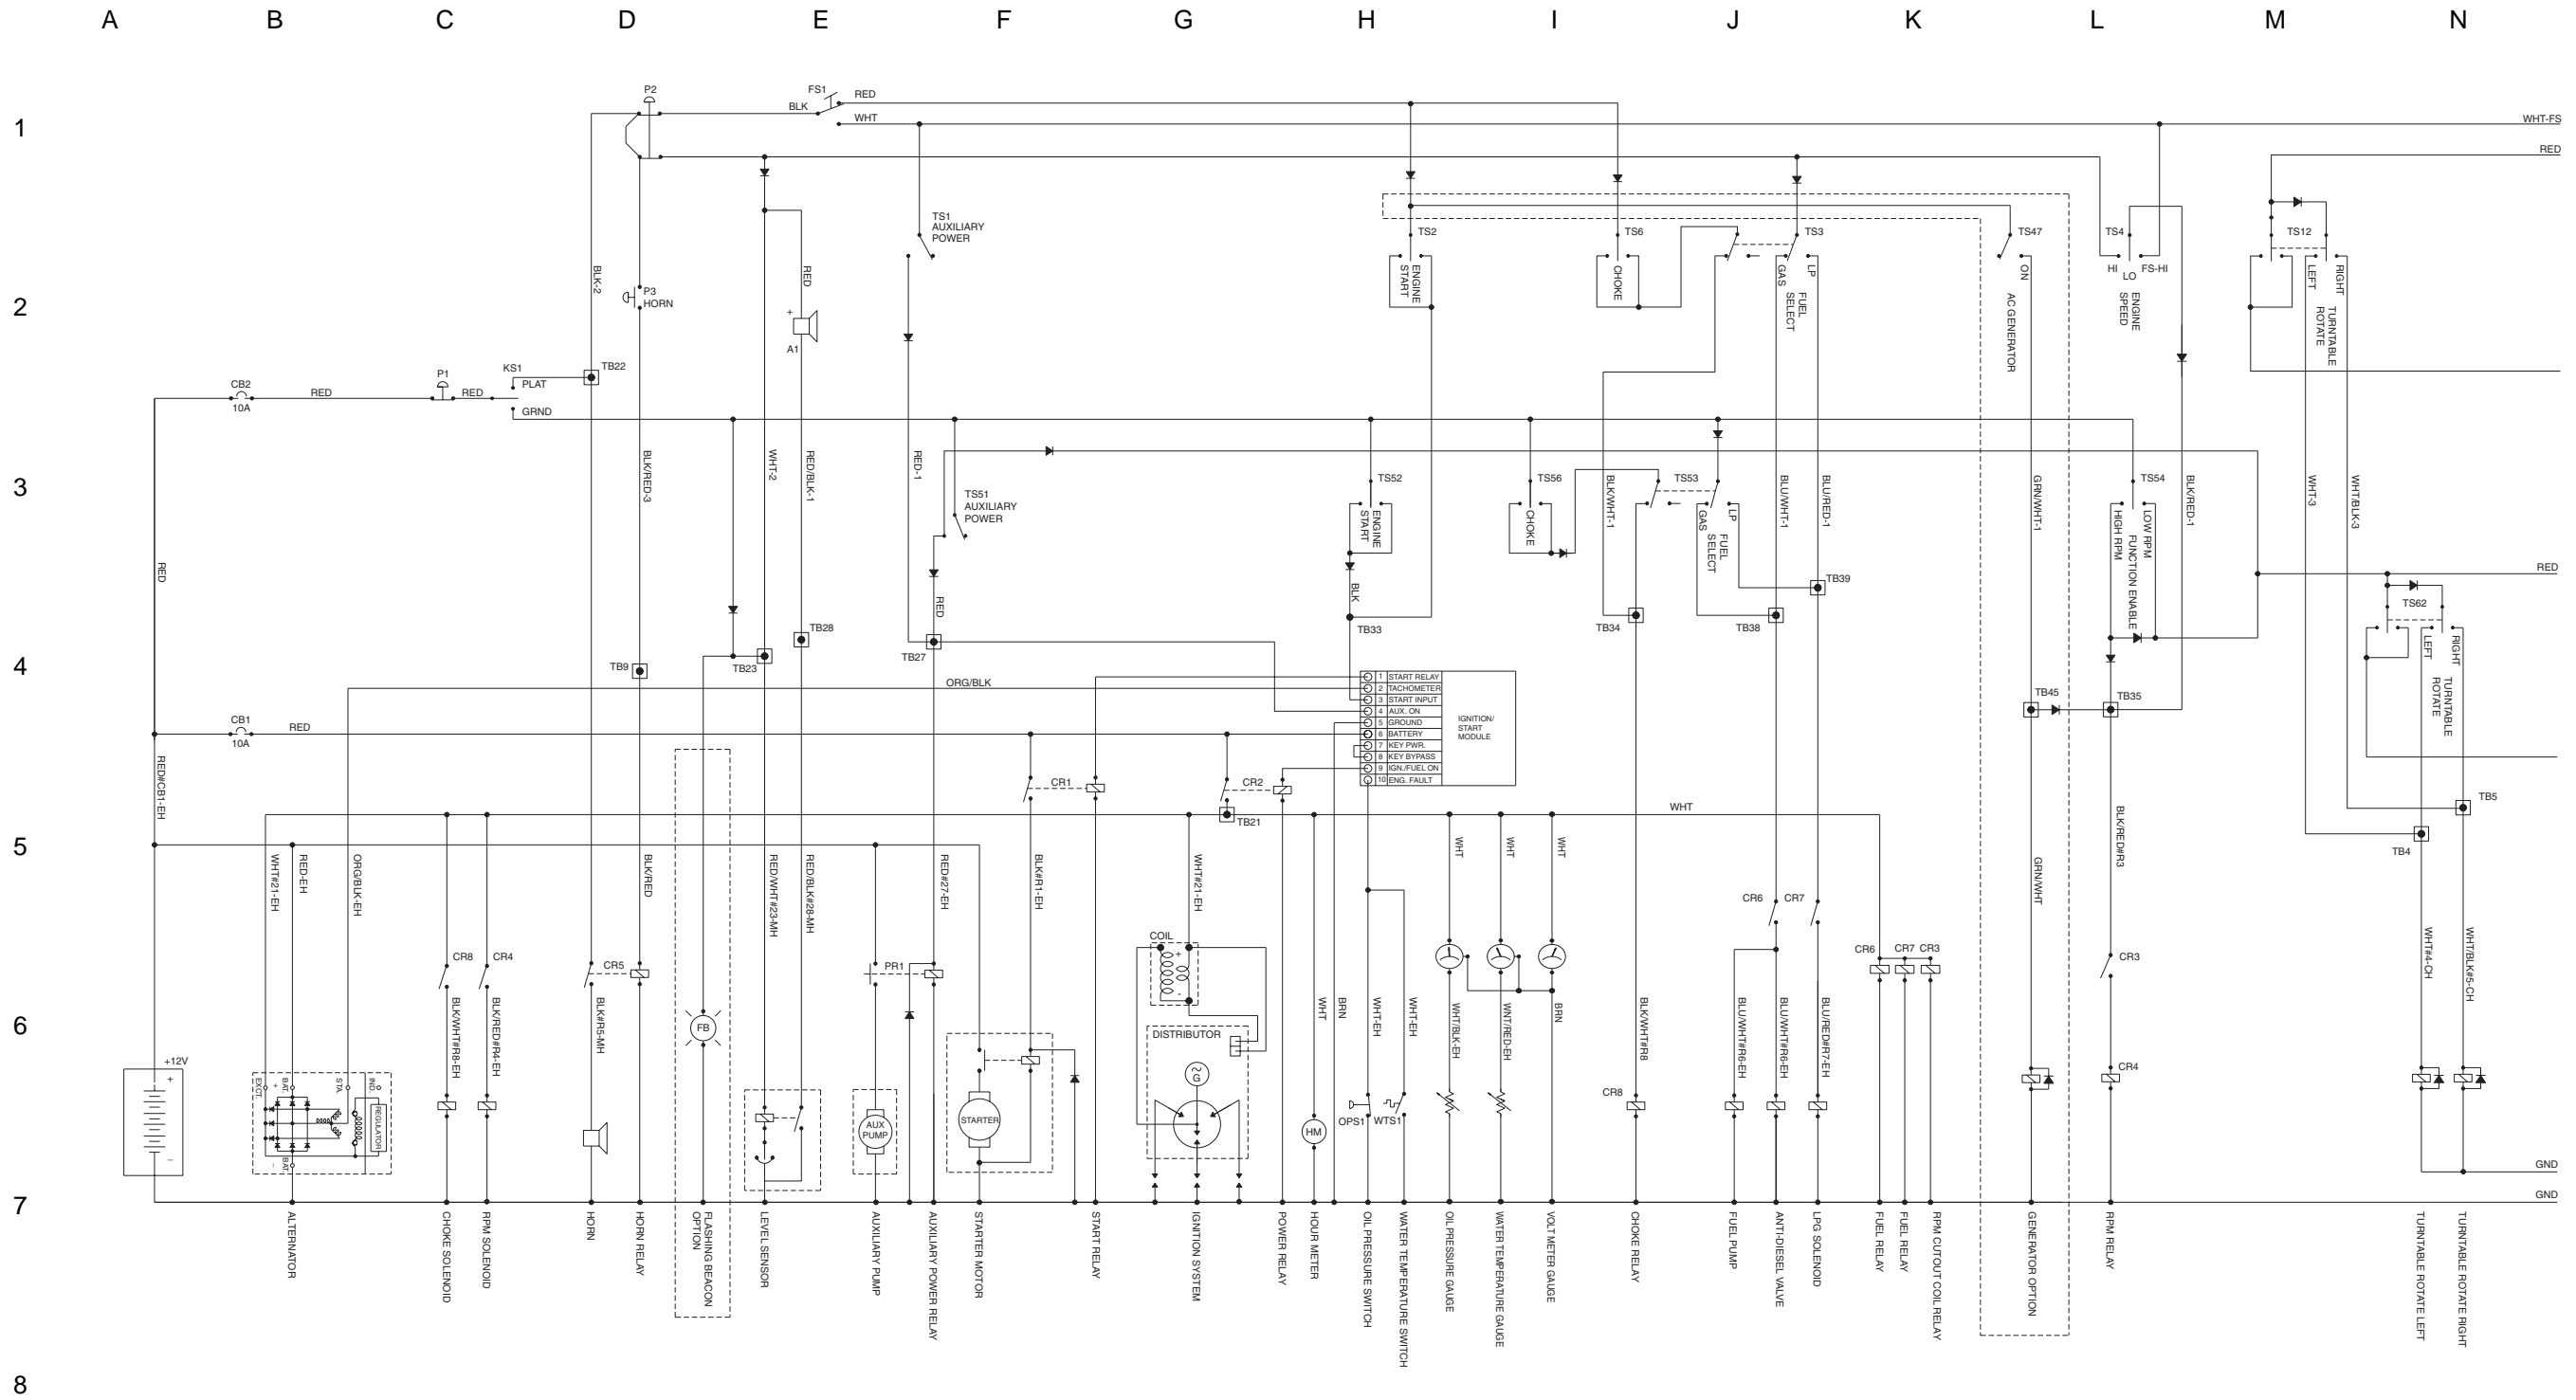 A B C D E F G H I J K L M N
1
2
3
4
5
6
7
8
P2
FS1
RED
BLK
WHT
WHT-FS
RED
TS1
AUXILIARY
POWER
TS2
TS6
TS3
TS47
TS4
TS12
BLK-2
P3
HORN
RED
+
A1
ENGINE
START
CHOKE
GAS
LP
FUEL
SELECT
ON
AC GENERATOR
HI
LO
FS-HI
ENGINE
SPEED
LEFT
RIGHT
TURNTABLE
ROTATE
CB2
10A
RED
P1
RED
KS1
PLAT
GRND
TB22
RED
BLK/RED-3
WHT-2
RED/BLK-1
RED-1
TS51
AUXILIARY
POWER
TS52
ENGINE
START
TS56
CHOKE
BLK/WHT-1
TS53
GAS
LP
FUEL
SELECT
BLU/WHT-1
BLU/RED-1
GRN/WHT-1
TS54
HIGH RPM
LOW RPM
FUNCTION ENABLE
BLK/RED-1
WHT-3
WHT/BLK-3
RED
RED
BLK
TB39
TS62
TB28
TB23
TB27
TB33
TB34
TB38
TB9
LEFT
RIGHT
TURNTABLE
ROTATE
ORG/BLK
1 START RELAY
2 TACHOMETER
3 START INPUT
4 AUX. ON
5 GROUND
6 BATTERY
7 KEY PWR.
8 KEY BYPASS
9 IGN./FUEL ON
10 ENG. FAULT
IGNITION/
START
MODULE
TB45
TB35
CB1
10A
RED
RED#CB1-EH
CR1
CR2
TB21
WHT
TB5
TB4
WHT#21-EH
RED-EH
ORG/BLK-EH
BLK/RED
RED/WHT#23-MH
RED/BLK#28-MH
RED#27-EH
BLK#R1-EH
WHT#21-EH
WHT
WHT
WHT
GRN/WHT
BLK/RED#R3
WHT#4-CH
WHT/BLK#5-CH
CR6
CR7
COIL
+
-
CR8
CR4
CR5
PR1
CR6
CR7
CR3
CR3
BLK/WHT#R8-EH
BLK/RED#R4-EH
BLK#R5-MH
FB
DISTRIBUTOR
G
WHT
BRN
WHT-EH
WHT-EH
WHT/BLK-EH
WNT/RED-EH
BRN
BLK/WHT#R8
BLU/WHT#R6-EH
BLU/WHT#R6-EH
BLU/RED#R7-EH
+12V
+
–
EXCT.
+
BAT.
STA.
IND.
REGULATOR
–
BAT.
AUX
PUMP
STARTER
HM
OPS1
WTS1
CR8
CR4
GND
GND
ALTERNATOR
CHOKE SOLENOID
RPM SOLENOID
HORN
HORN RELAY
FLASHING BEACON
OPTION
LEVEL SENSOR
AUXILIARY PUMP
AUXILIARY POWER RELAY
STARTER MOTOR
START RELAY
IGNITION SYSTEM
POWER RELAY
HOUR METER
OIL PRESSURE SWITCH
WATER TEMPERATURE SWITCH
OIL PRESSURE GAUGE
WATER TEMPERATURE GAUGE
VOLT METER GAUGE
CHOKE RELAY
FUEL PUMP
ANTI-DIESEL VALVE
LPG SOLENOID
FUEL RELAY
FUEL RELAY
RPM CUTOUT COIL RELAY
GENERATOR OPTION
RPM RELAY
TURNTABLE ROTATE LEFT
TURNTABLE ROTATE RIGHT